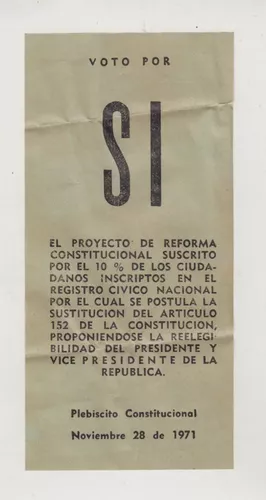 VOTO POR
SI
EL PROYECTO DE REFORMA
CONSTITUCIONAL SUSCRITO
POR EL 10 % DE LOS CIUDA-
DANOS INSCRIPTOS EN EL
REGISTRO CIVICO NACIONAL
POR EL CUAL SE POSTULA LA
SUSTITUCION DEL ARTICULO
152 DE LA CONSTITUCION,
PROPONIENDOSE LA REELEGI
BILIDAD DEL PRESIDENTE Y
VICE PRESIDENTE DE LA
REPUBLICA.
Plebiscito Constitucional
Noviembre 28 de 1971